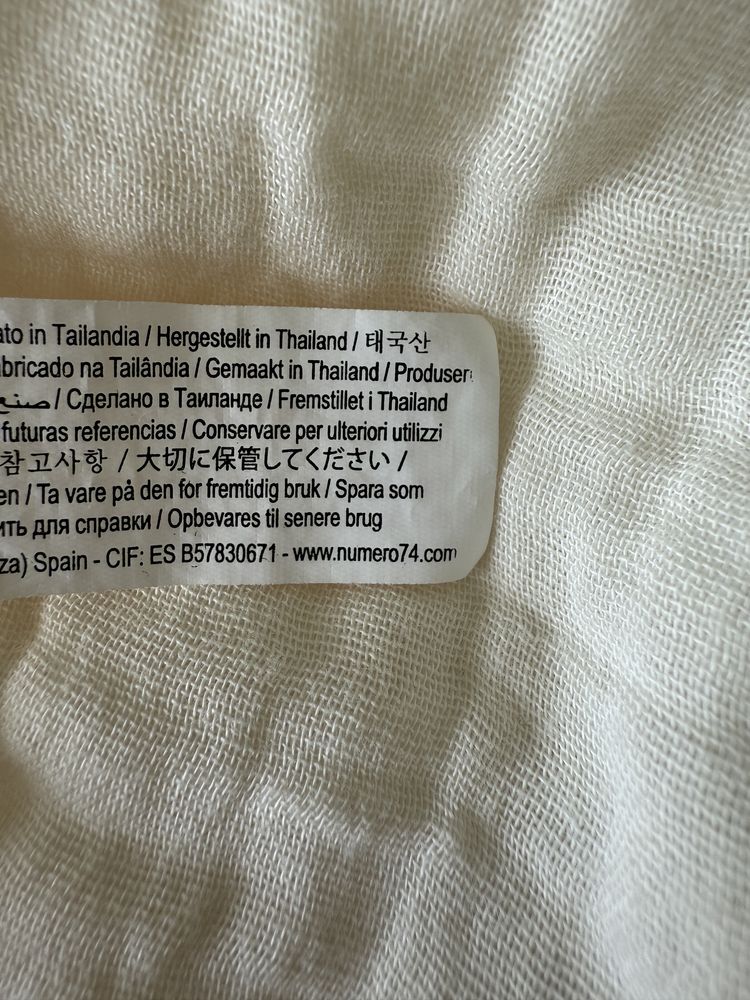 ato in Tailandia / Hergestellt in Thailand / 태국산
bricado na Tailândia / Gemaakt in Thailand / Produser
صنع / Сделано в Таиланде / Fremstillet i Thailand
futuras referencias / Conservare per ulteriori utilizzi
참고사항 / 大切に保管してください /
en / Ta vare på den for fremtidig bruk / Spara som
ить для справки / Opbevares til senere brug
za) Spain - CIF: ES B57830671 - www.numero74.com